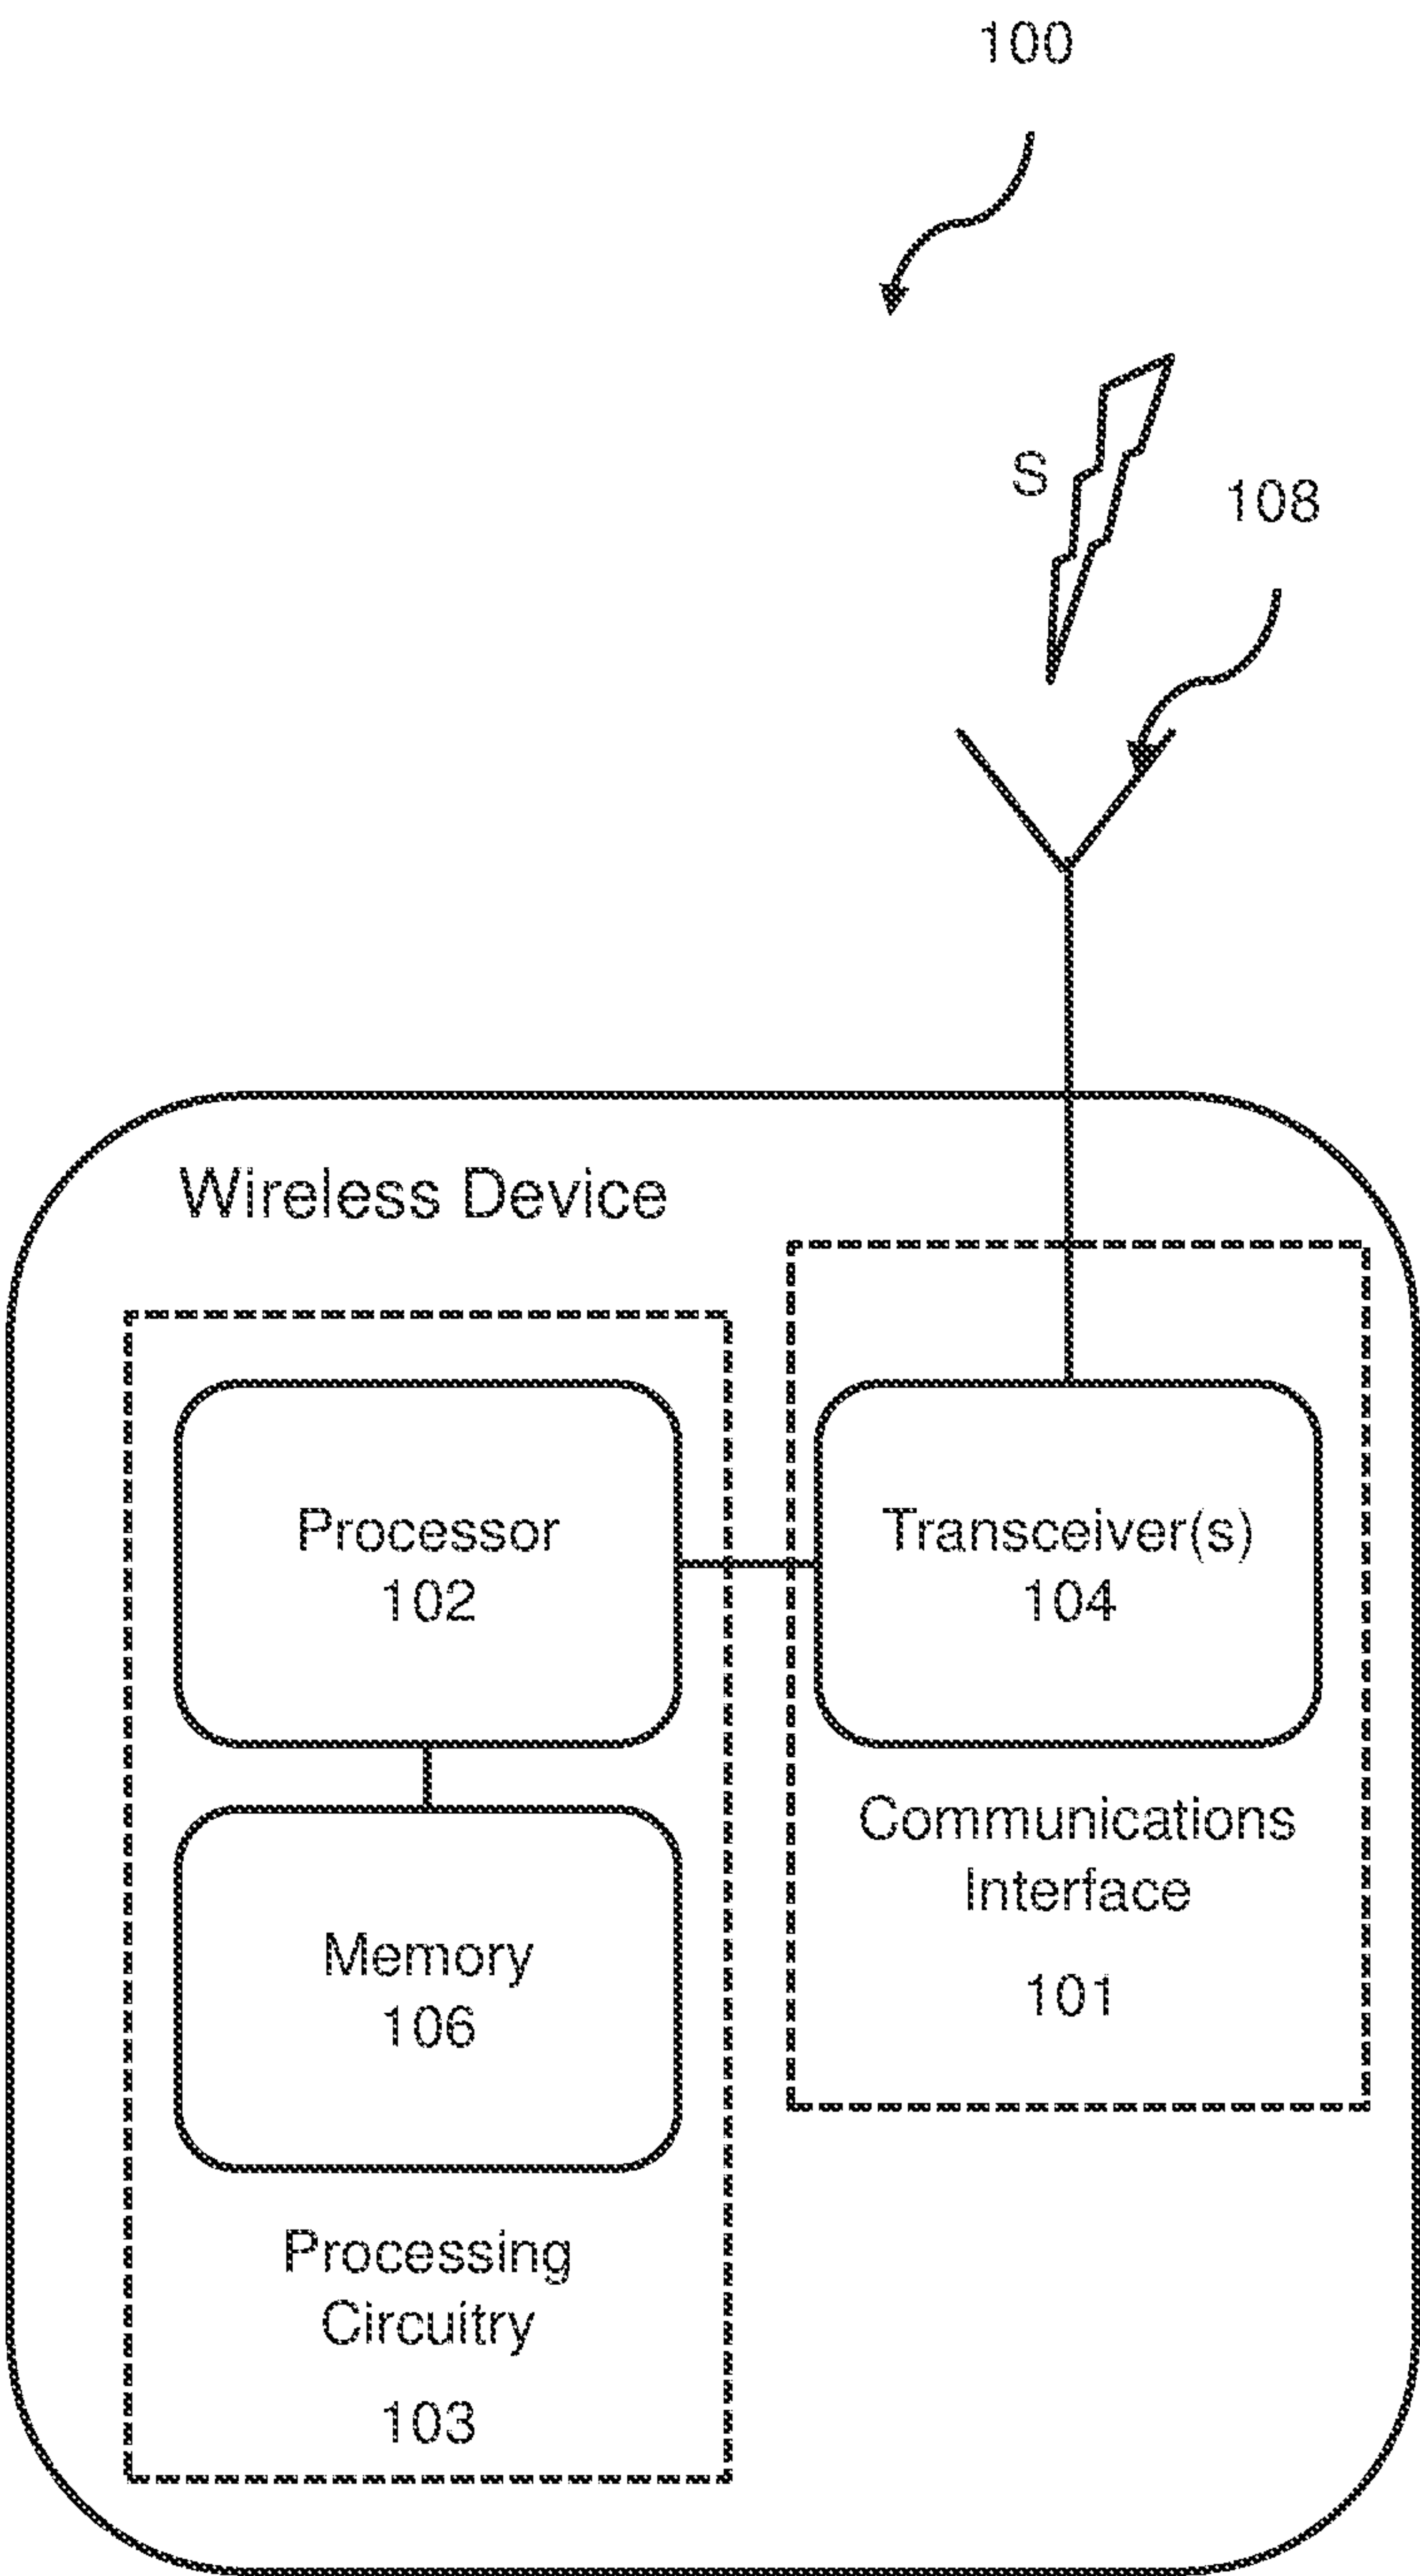 100
S
108
Wireless Device
Processor
102
Transceiver(s)
104
Communications
Interface
101
Memory
106
Processing
Circuitry
103